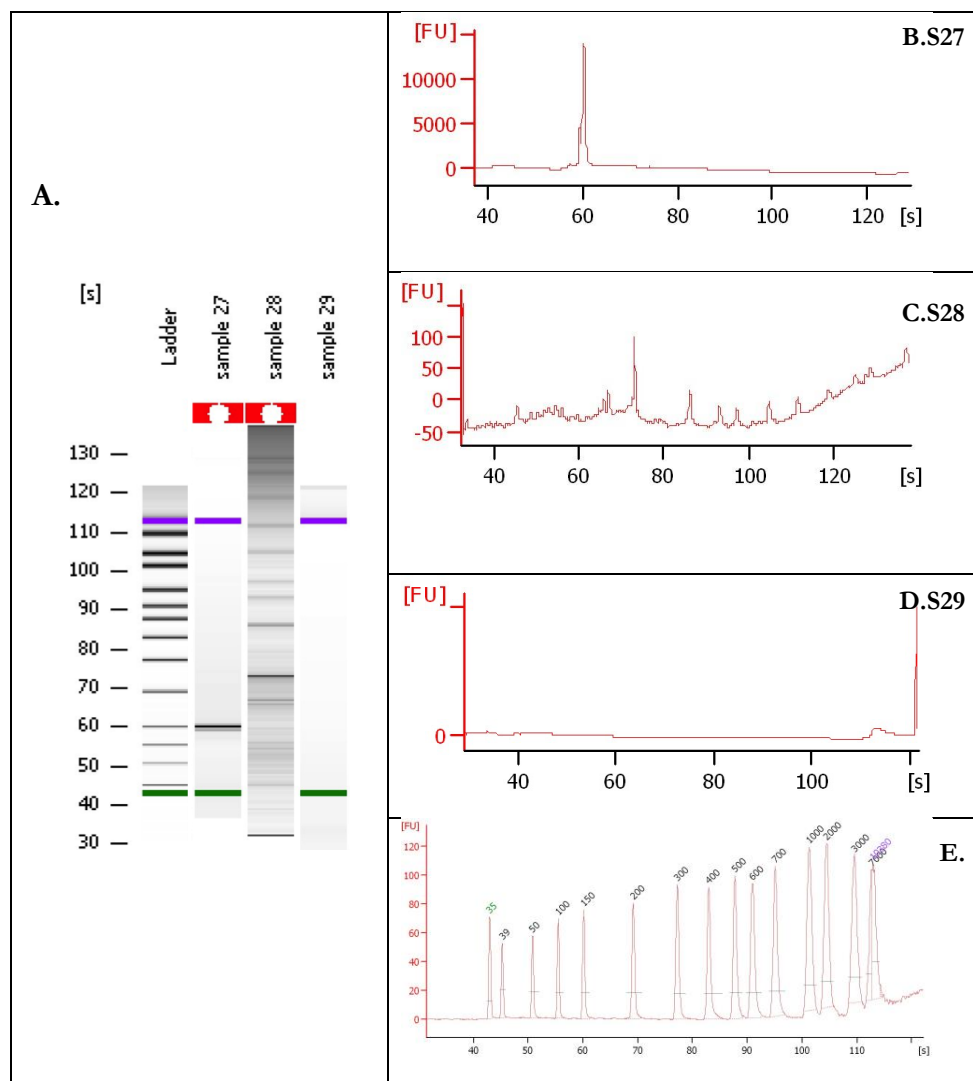 A.
[s]
Ladder
sample 27
sample 28
sample 29
130
120
110
100
90
80
70
60
50
40
30
B.S27
[FU]
10000
5000
0
40 60 80 100 120 [s]
C.S28
[FU]
100
50
0
-50
40 60 80 100 120 [s]
D.S29
[FU]
0
40 60 80 100 [s]
E.
[FU]
120
100
80
60
40
20
0
35 39 50 100 150 200 300 400 500 600 700 1000 2000 3000 7000
40 50 60 70 80 90 100 110 [s]